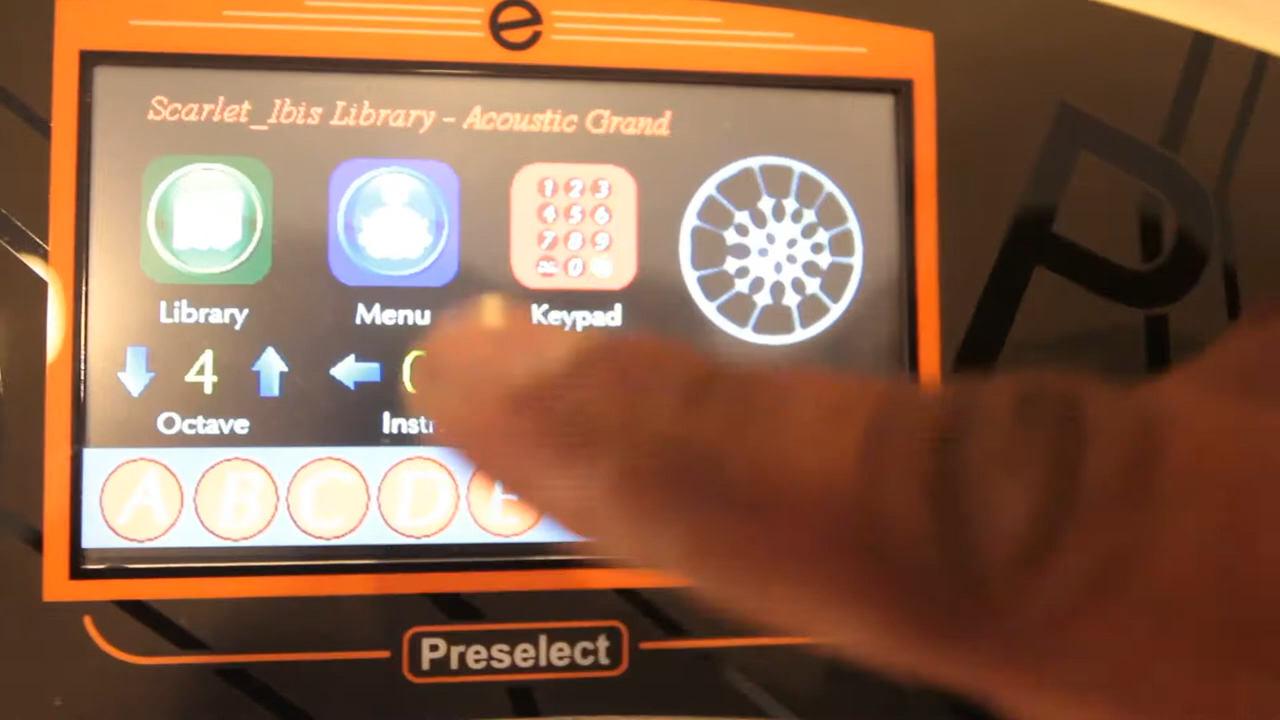 e
Scarlet_Ibis Library - Acoustic Grand
1 2 3
4 5 6
7 8 9
0
Library Menu Keypad
4
Octave
A B C D E
Preselect
P